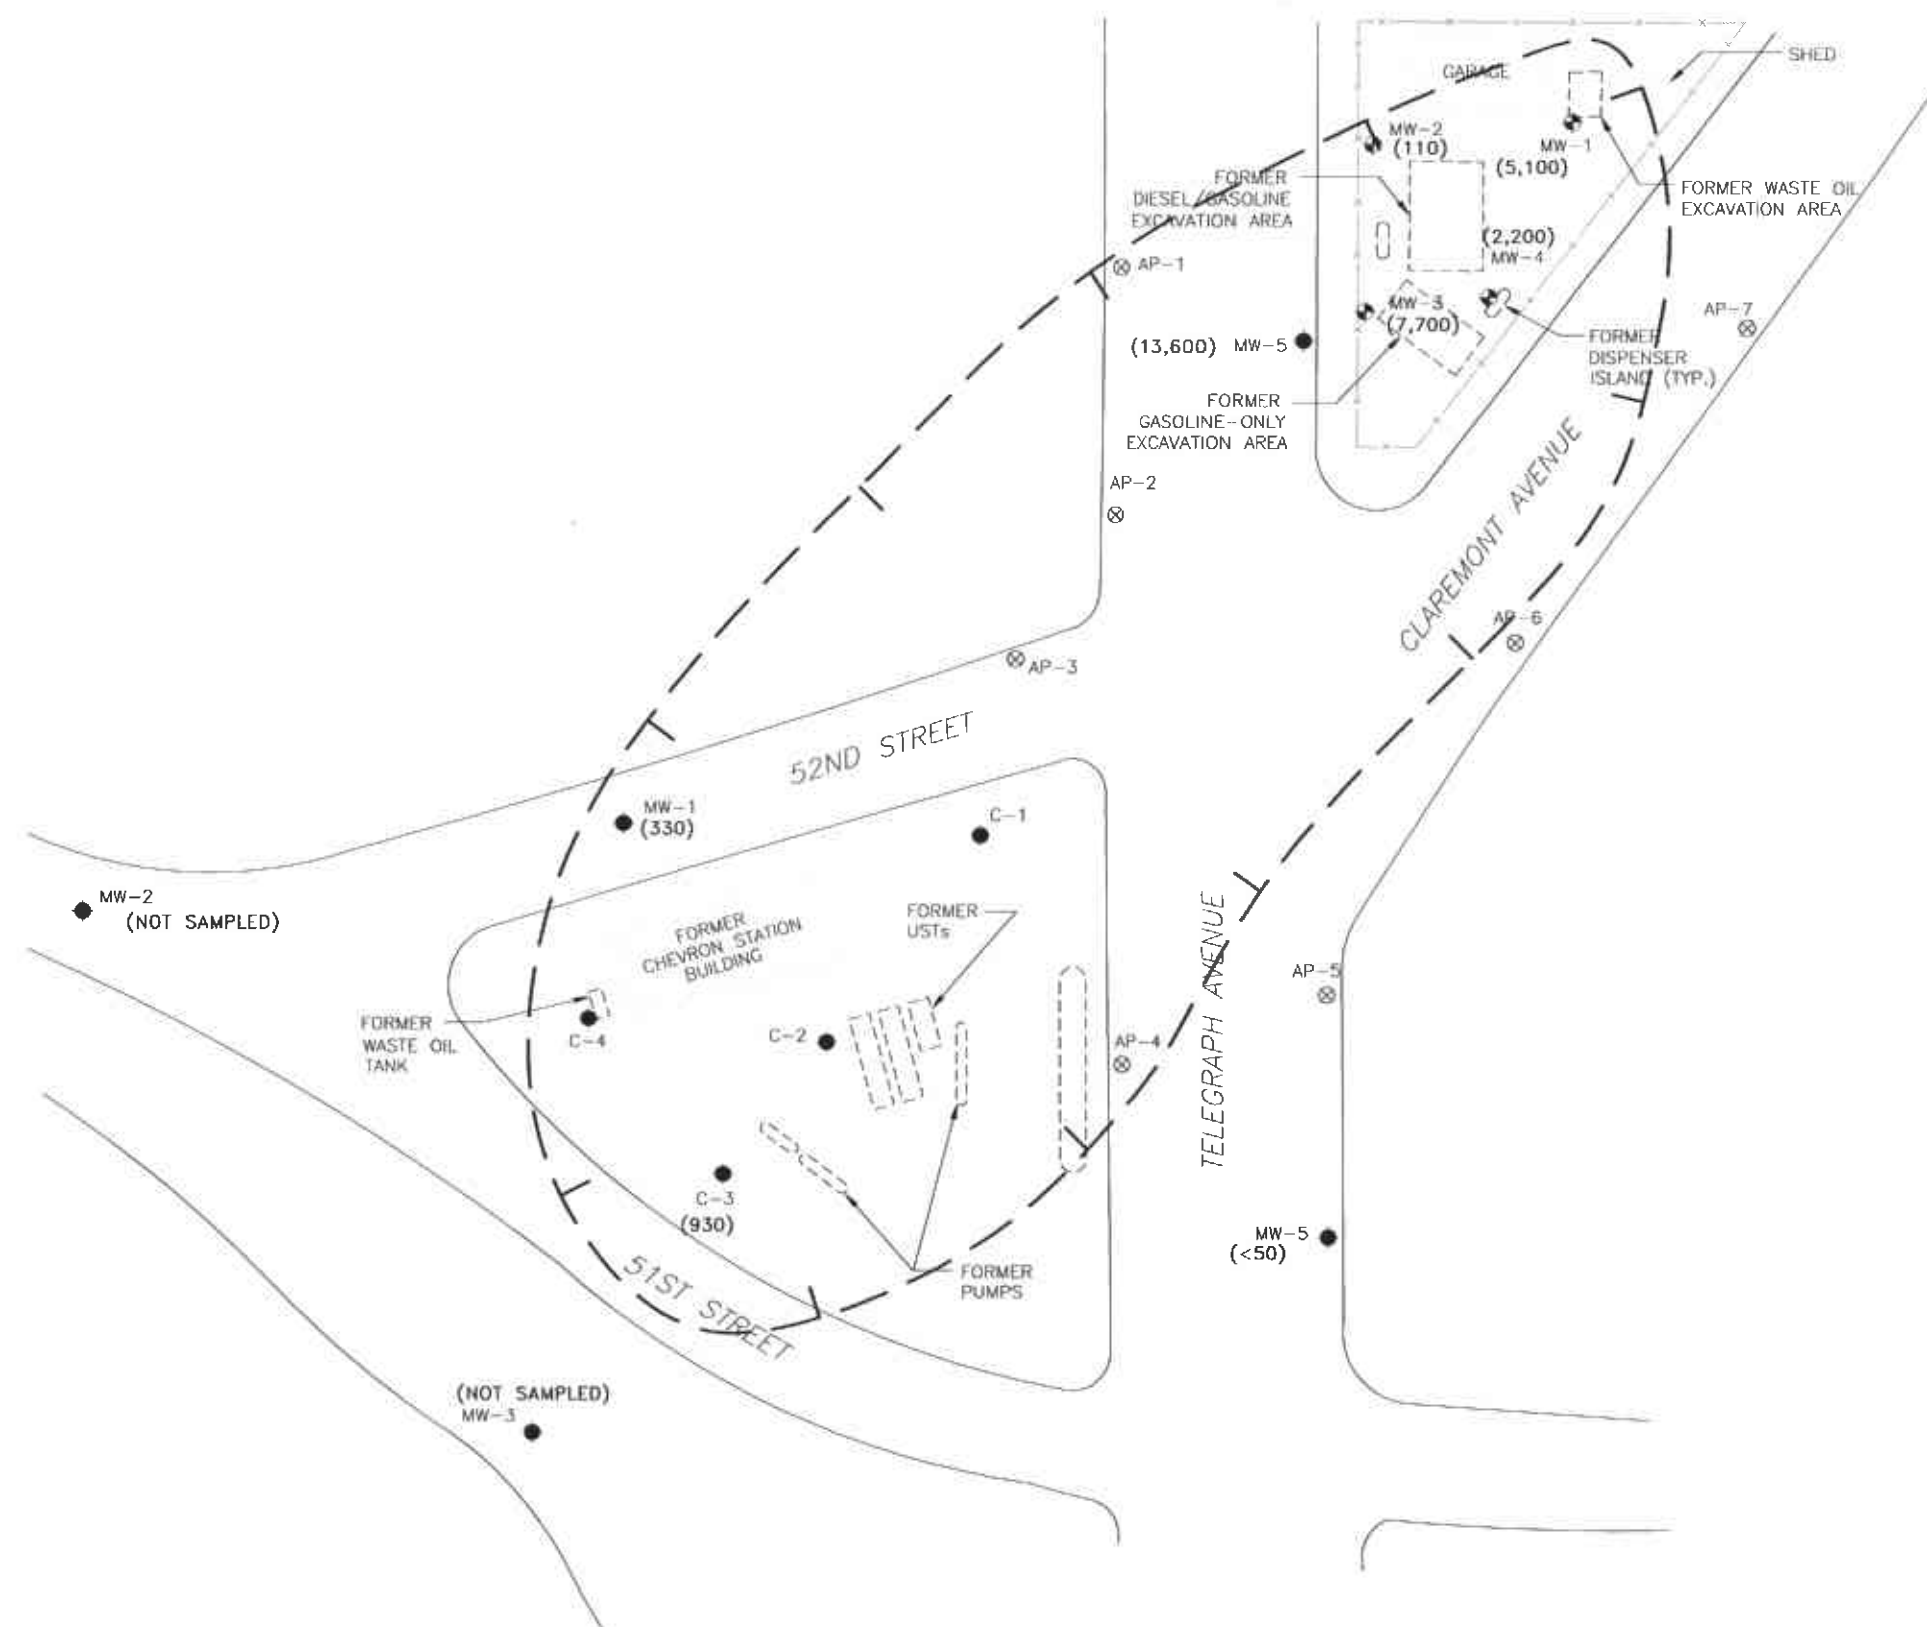 SHED
GARAGE
MW-2
(110)
MW-1
(5,100)
FORMER
DIESEL/GASOLINE
EXCAVATION AREA
FORMER WASTE OIL
EXCAVATION AREA
(2,200)
MW-4
AP-1
MW-3
(7,700)
AP-7
(13,600) MW-5
FORMER
DISPENSER
ISLAND (TYP.)
FORMER
GASOLINE-ONLY
EXCAVATION AREA
AP-2
CLAREMONT AVENUE
AP-6
AP-3
52ND STREET
MW-1
(330)
C-1
MW-2
(NOT SAMPLED)
FORMER
CHEVRON STATION
BUILDING
FORMER
USTs
TELEGRAPH AVENUE
AP-5
FORMER
WASTE OIL
TANK
C-4
C-2
AP-4
C-3
(930)
MW-5
(<50)
51ST STREET
FORMER
PUMPS
(NOT SAMPLED)
MW-3